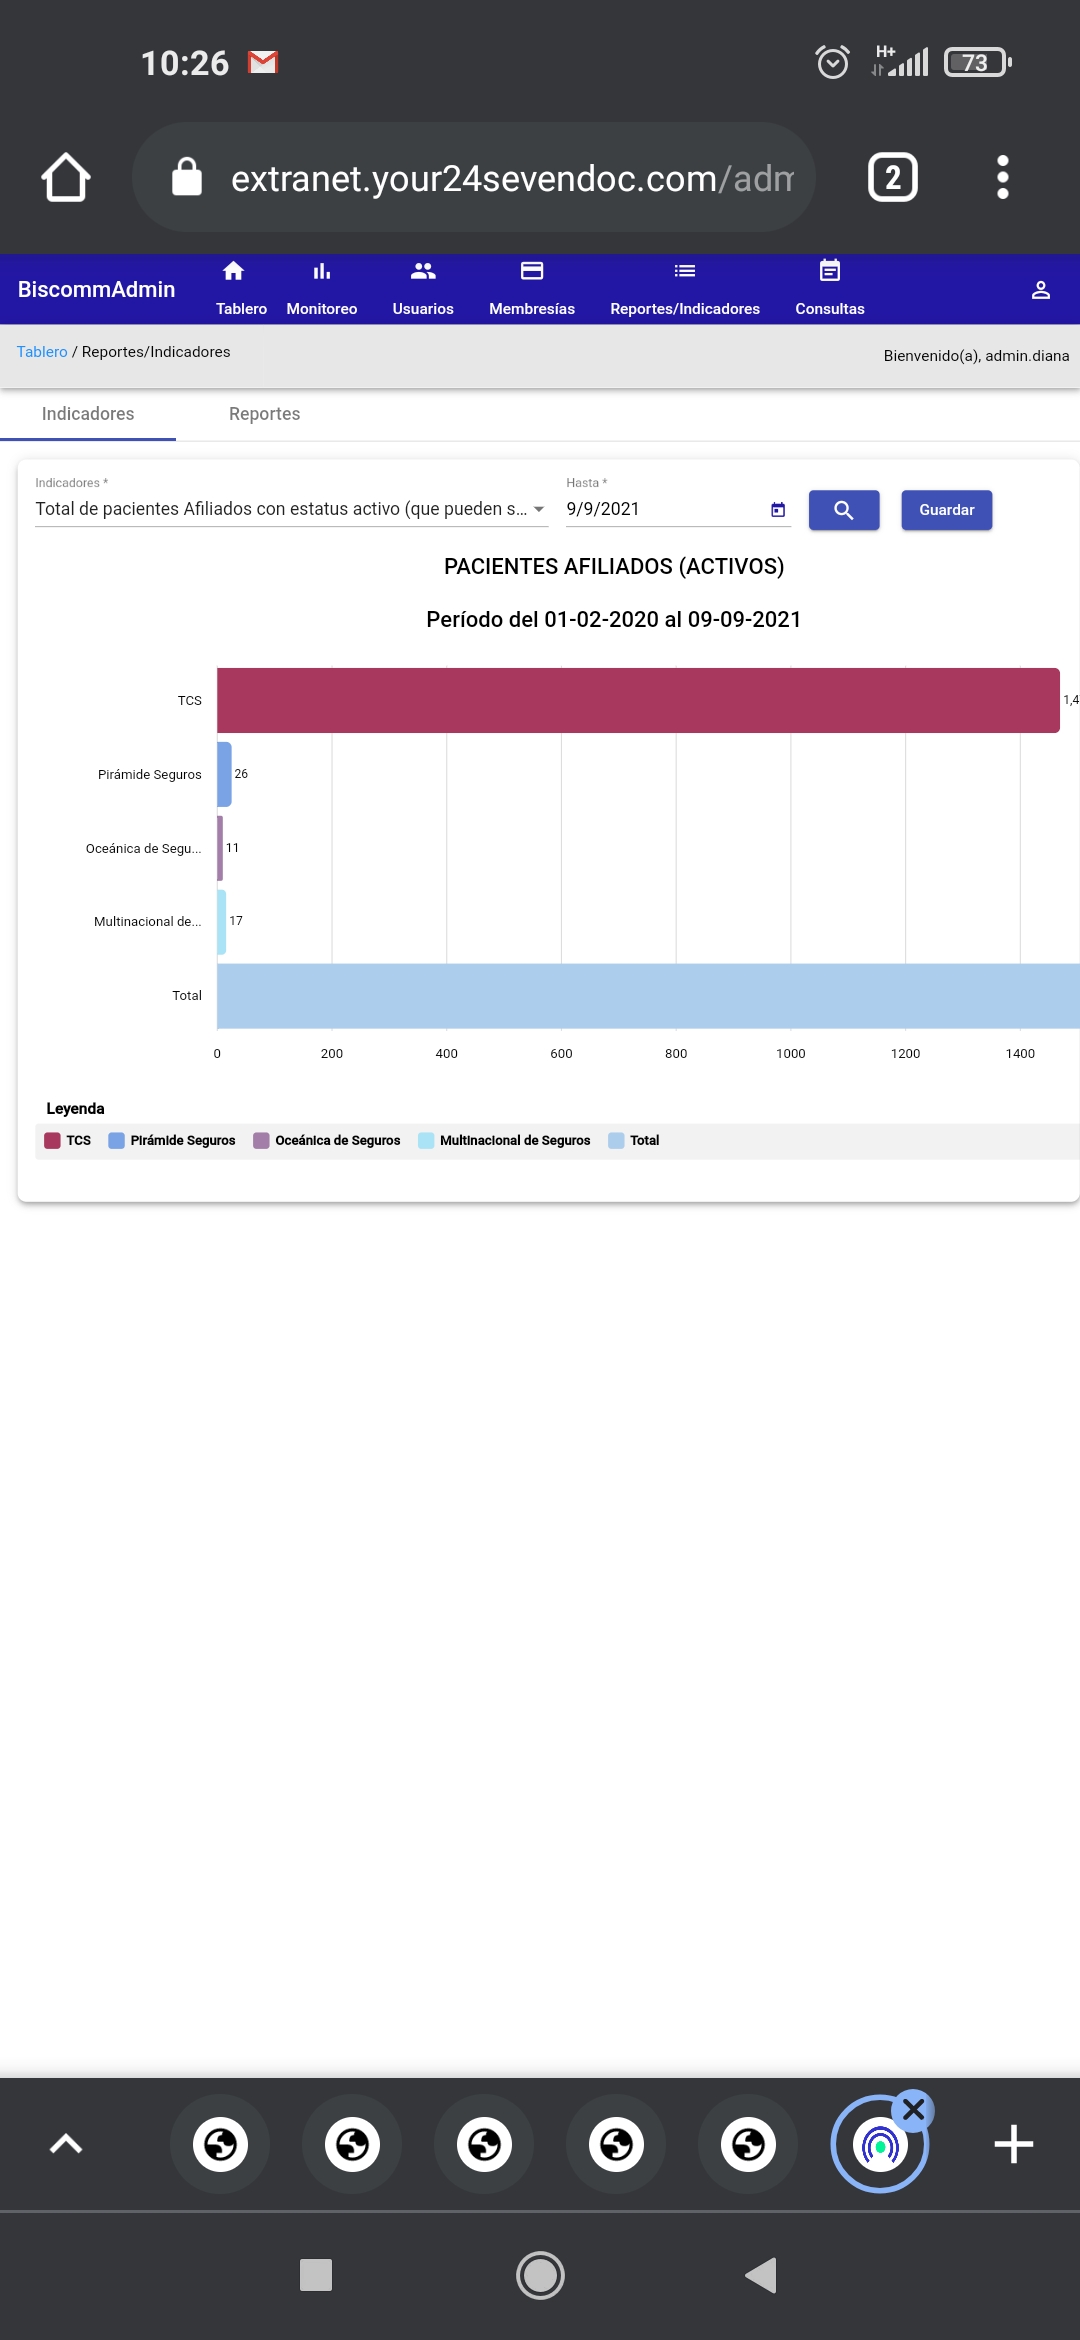 10:26
H+
73
extranet.your24sevendoc.com/adm
2
BiscommAdmin
Tablero
Monitoreo
Usuarios
Membresías
Reportes/Indicadores
Consultas
Tablero / Reportes/Indicadores
Bienvenido(a), admin.diana
Indicadores
Reportes
Indicadores *
Total de pacientes Afiliados con estatus activo (que pueden s...
Hasta *
9/9/2021
Guardar
PACIENTES AFILIADOS (ACTIVOS)
Período del 01-02-2020 al 09-09-2021
TCS
Pirámide Seguros
26
Oceánica de Segu...
11
Multinacional de...
17
Total
0 200 400 600 800 1000 1200 1400
Leyenda
TCS
Pirámide Seguros
Oceánica de Seguros
Multinacional de Seguros
Total